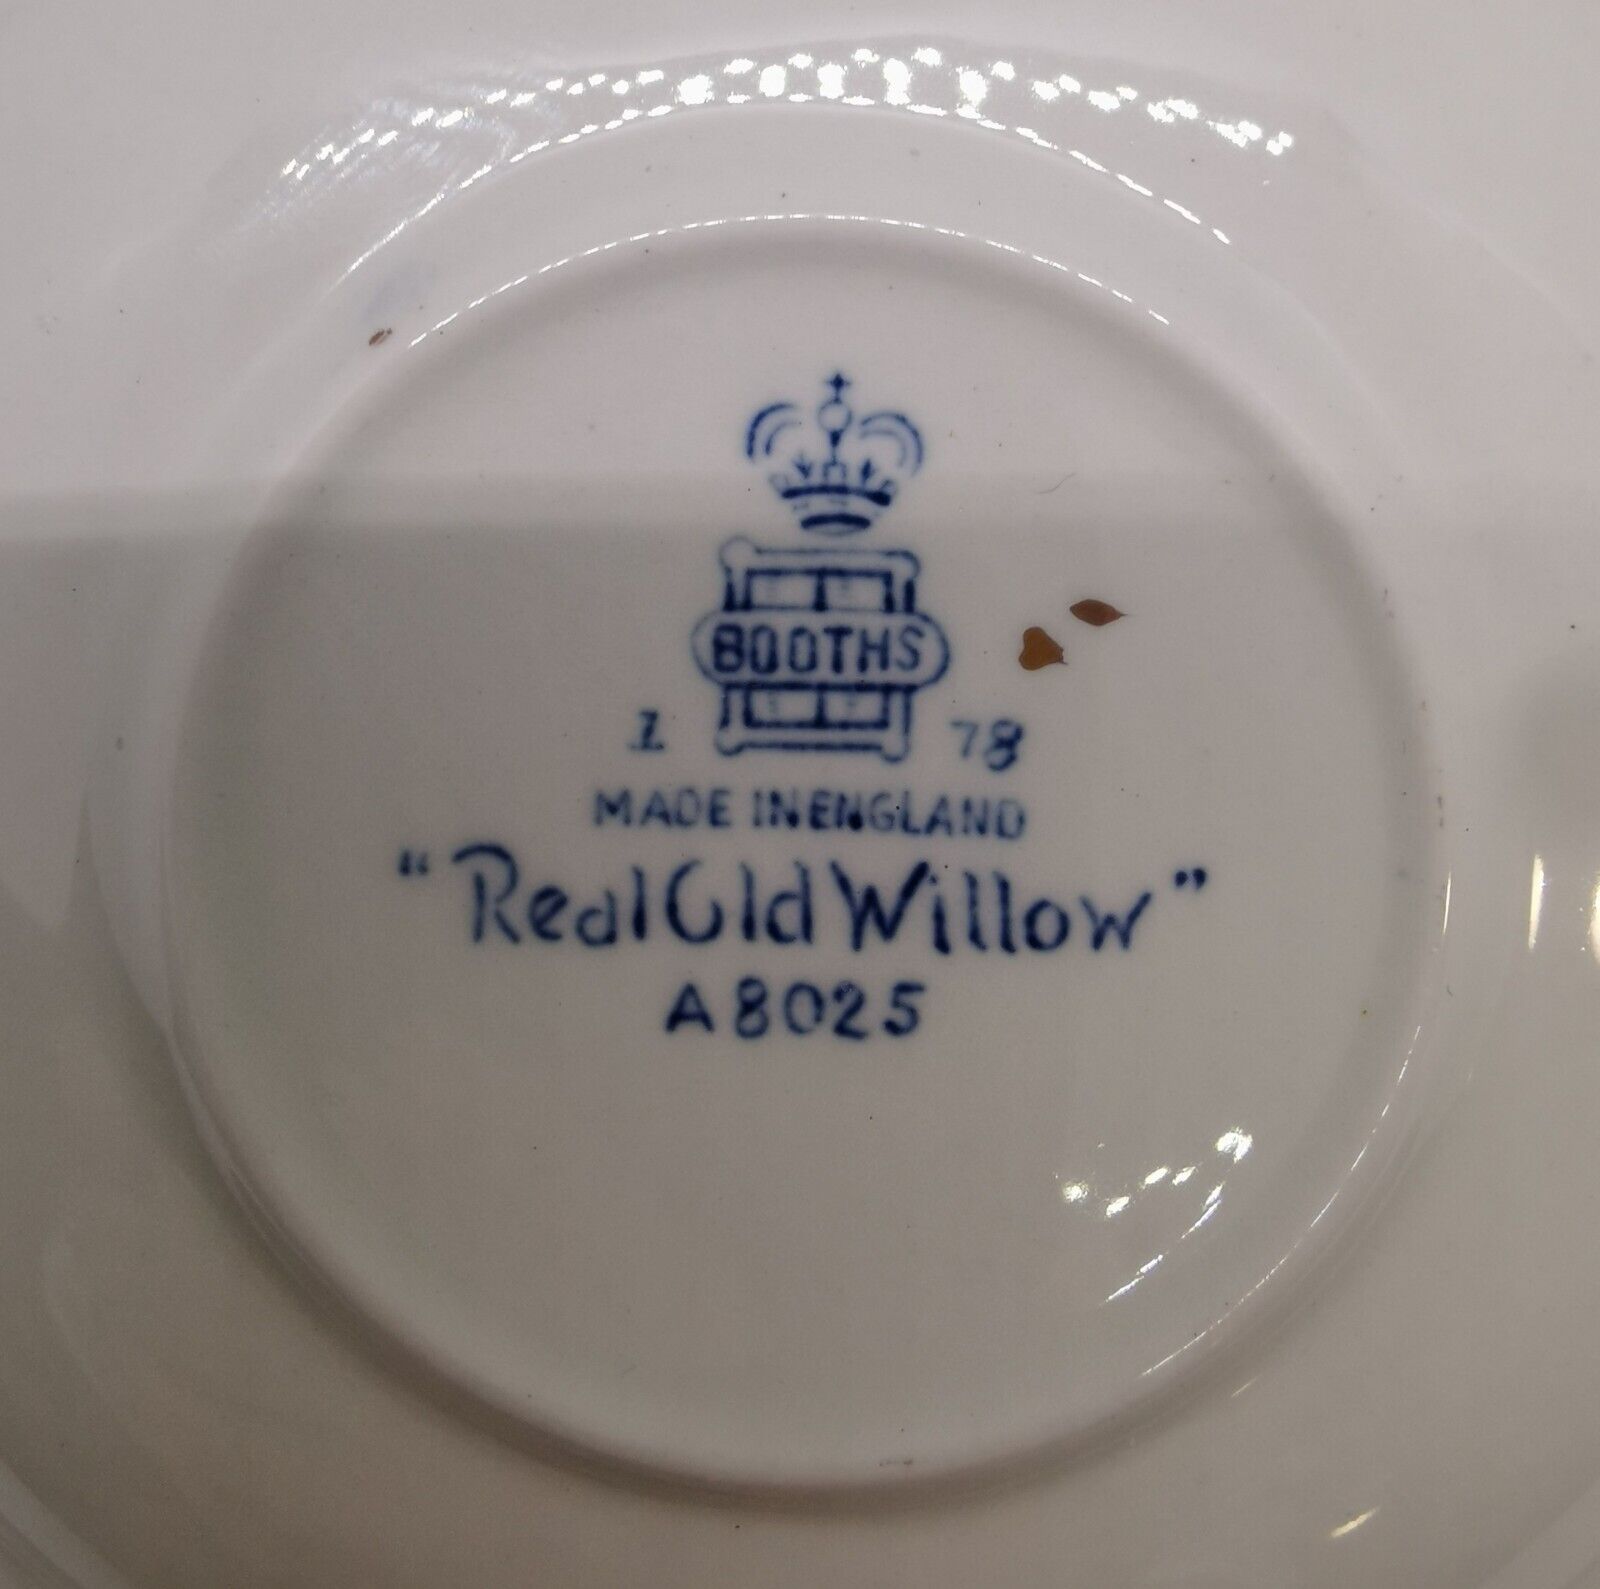 BOOTHS
1 78
MADE IN ENGLAND
"Real Old Willow"
A8025